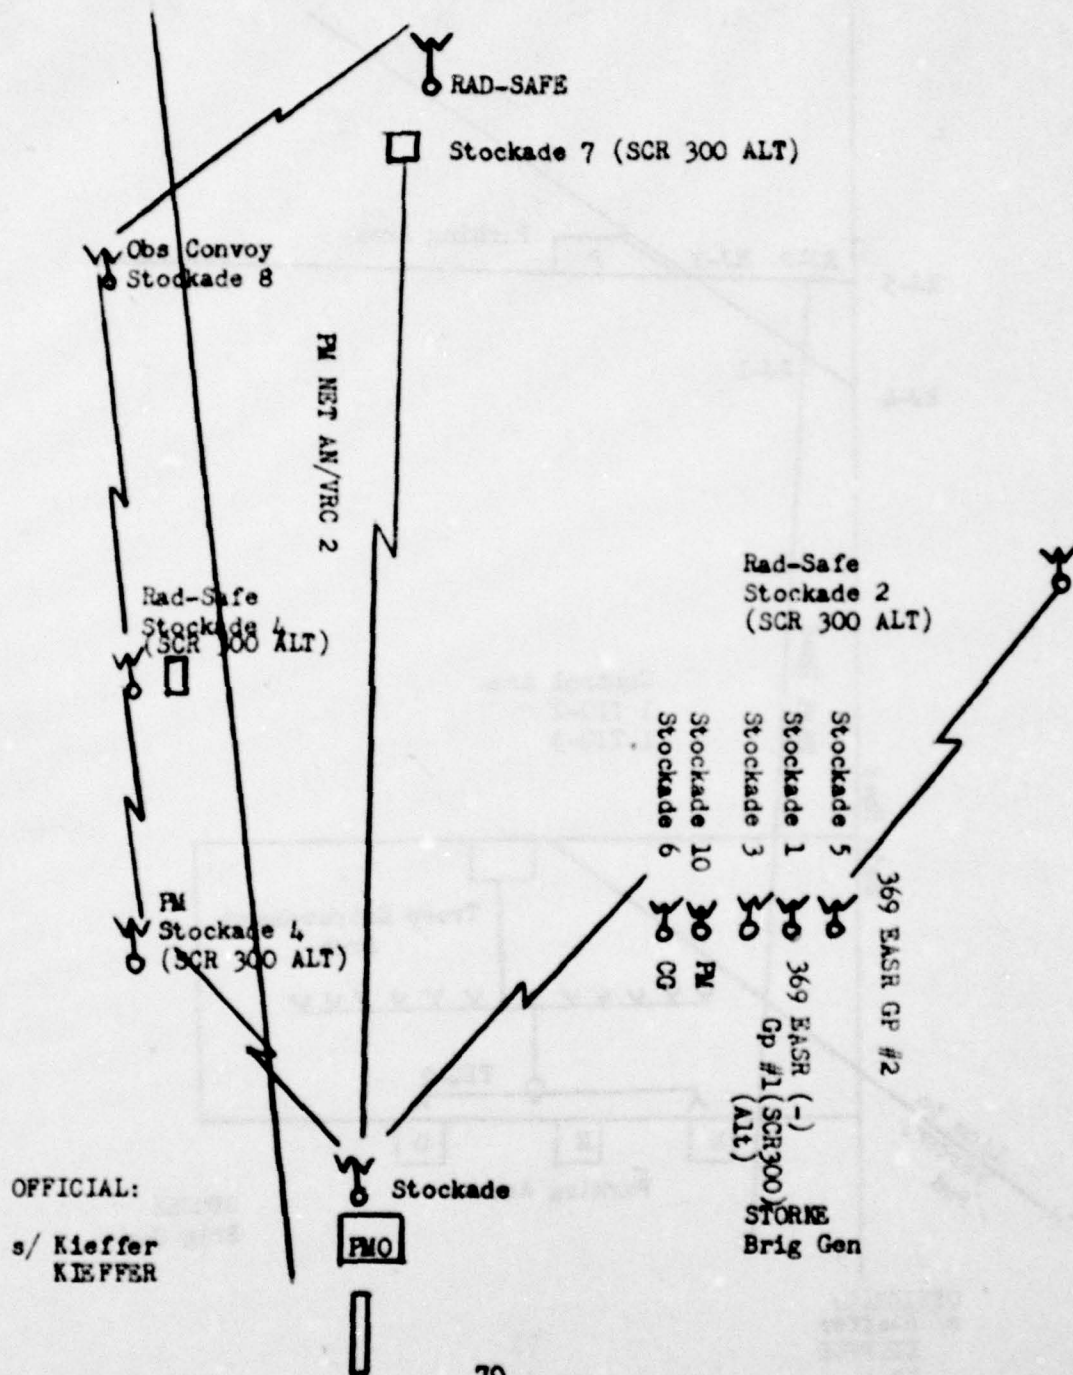 RAD-SAFE
Stockade 7 (SCR 300 ALT)
Obs Convoy
Stockade 8
PM NET AN/VRC 2
Rad-Safe
Stockade 2
(SCR 300 ALT)
Rad-Safe
Stockade 4
(SCR 300 ALT)
Stockade 6
Stockade 10
Stockade 3
Stockade 1
Stockade 5
CG
PM
369 EASR (-)
Gp #1(SCR300)
(Alt)
369 EASR GP #2
PM
Stockade 4
(SCR 300 ALT)
Stockade
PMO
OFFICIAL:
s/ Kieffer
KIEFFER
STORKE
Brig Gen